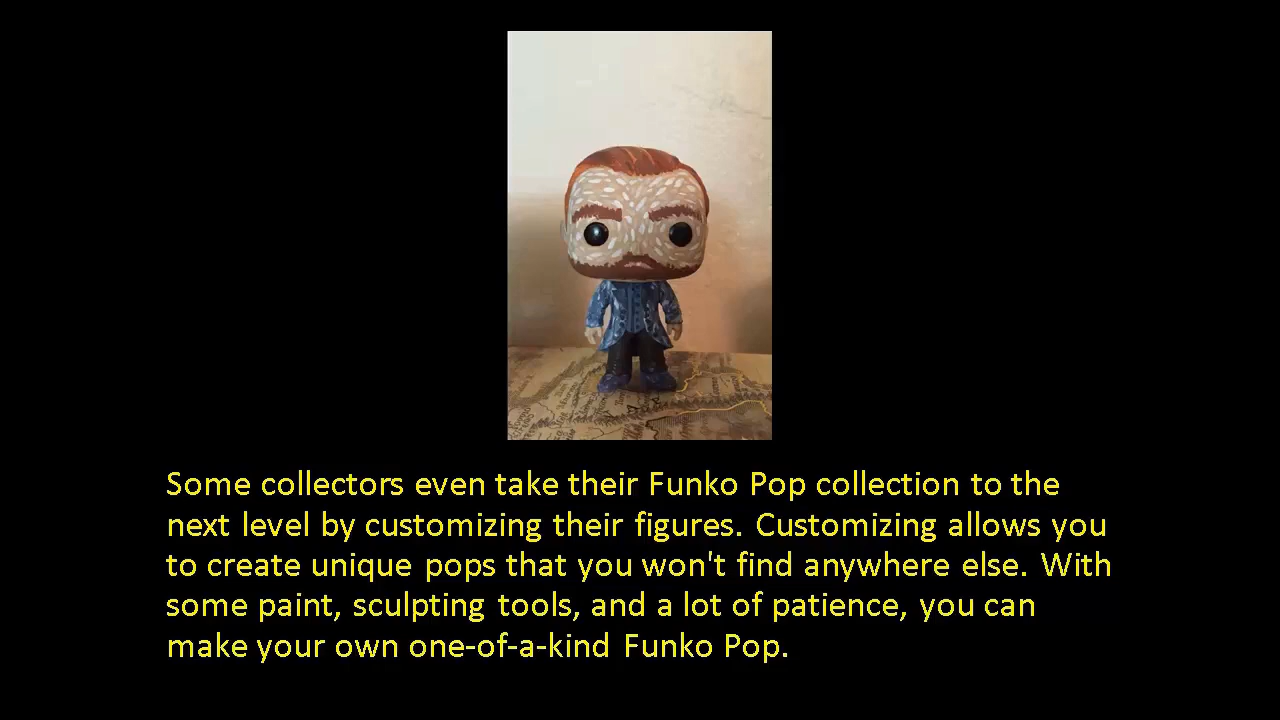 Some collectors even take their Funko Pop collection to the
next level by customizing their figures. Customizing allows you
to create unique pops that you won't find anywhere else. With
some paint, sculpting tools, and a lot of patience, you can
make your own one-of-a-kind Funko Pop.